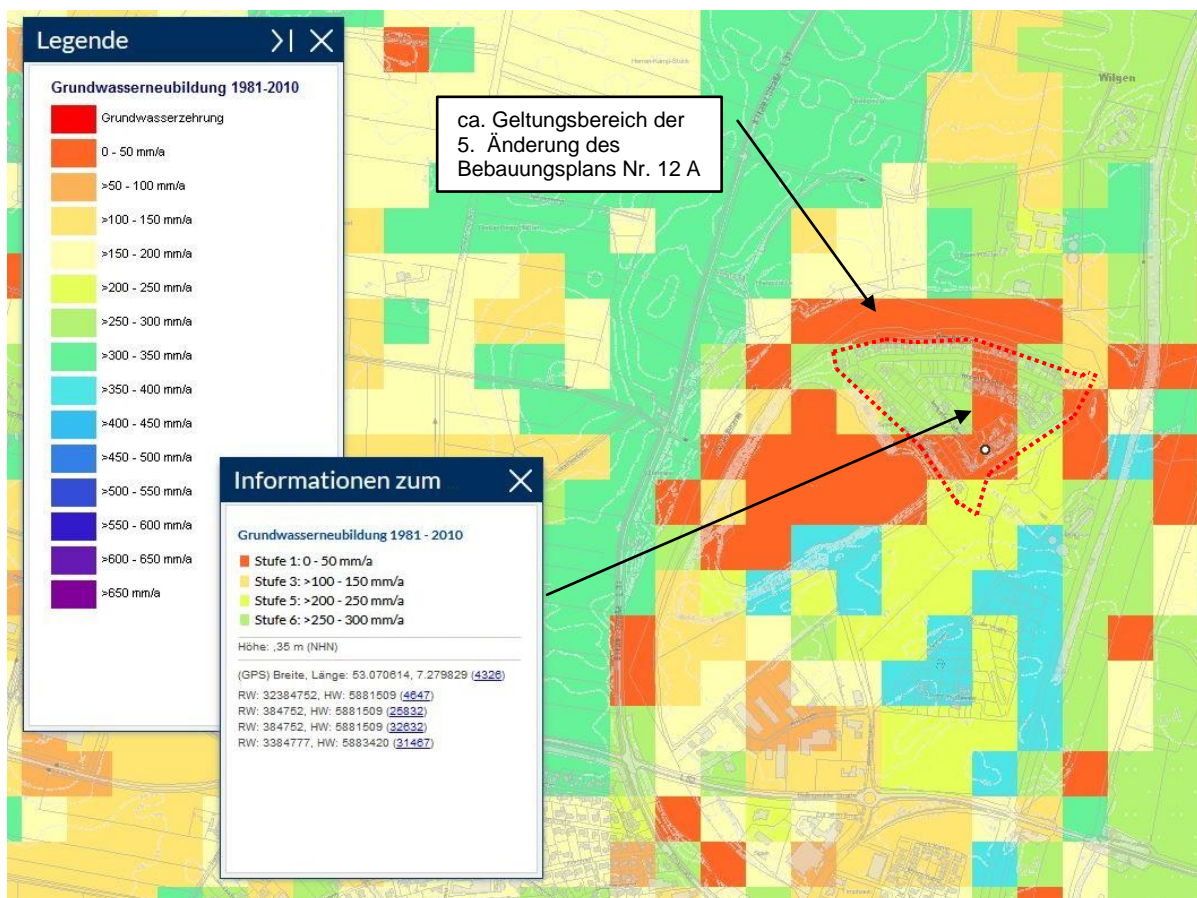 Legende
Grundwasserneubildung 1981-2010
Grundwasserzehrung
0 - 50 mm/a
>50 - 100 mm/a
>100 - 150 mm/a
>150 - 200 mm/a
>200 - 250 mm/a
>250 - 300 mm/a
>300 - 350 mm/a
>350 - 400 mm/a
>400 - 450 mm/a
>450 - 500 mm/a
>500 - 550 mm/a
>550 - 600 mm/a
>600 - 650 mm/a
>650 mm/a
ca. Geltungsbereich der
5. Änderung des
Bebauungsplans Nr. 12 A
Wilgen
Informationen zum
Grundwasserneubildung 1981 - 2010
Stufe 1: 0 - 50 mm/a
Stufe 3: >100 - 150 mm/a
Stufe 5: >200 - 250 mm/a
Stufe 6: >250 - 300 mm/a
Höhe: ,35 m (NHN)
(GPS) Breite, Länge: 53.070614, 7.279829 (4326)
RW: 32384752, HW: 5881509 (4647)
RW: 384752, HW: 5881509 (25832)
RW: 384752, HW: 5881509 (32632)
RW: 3384777, HW: 5883420 (31467)